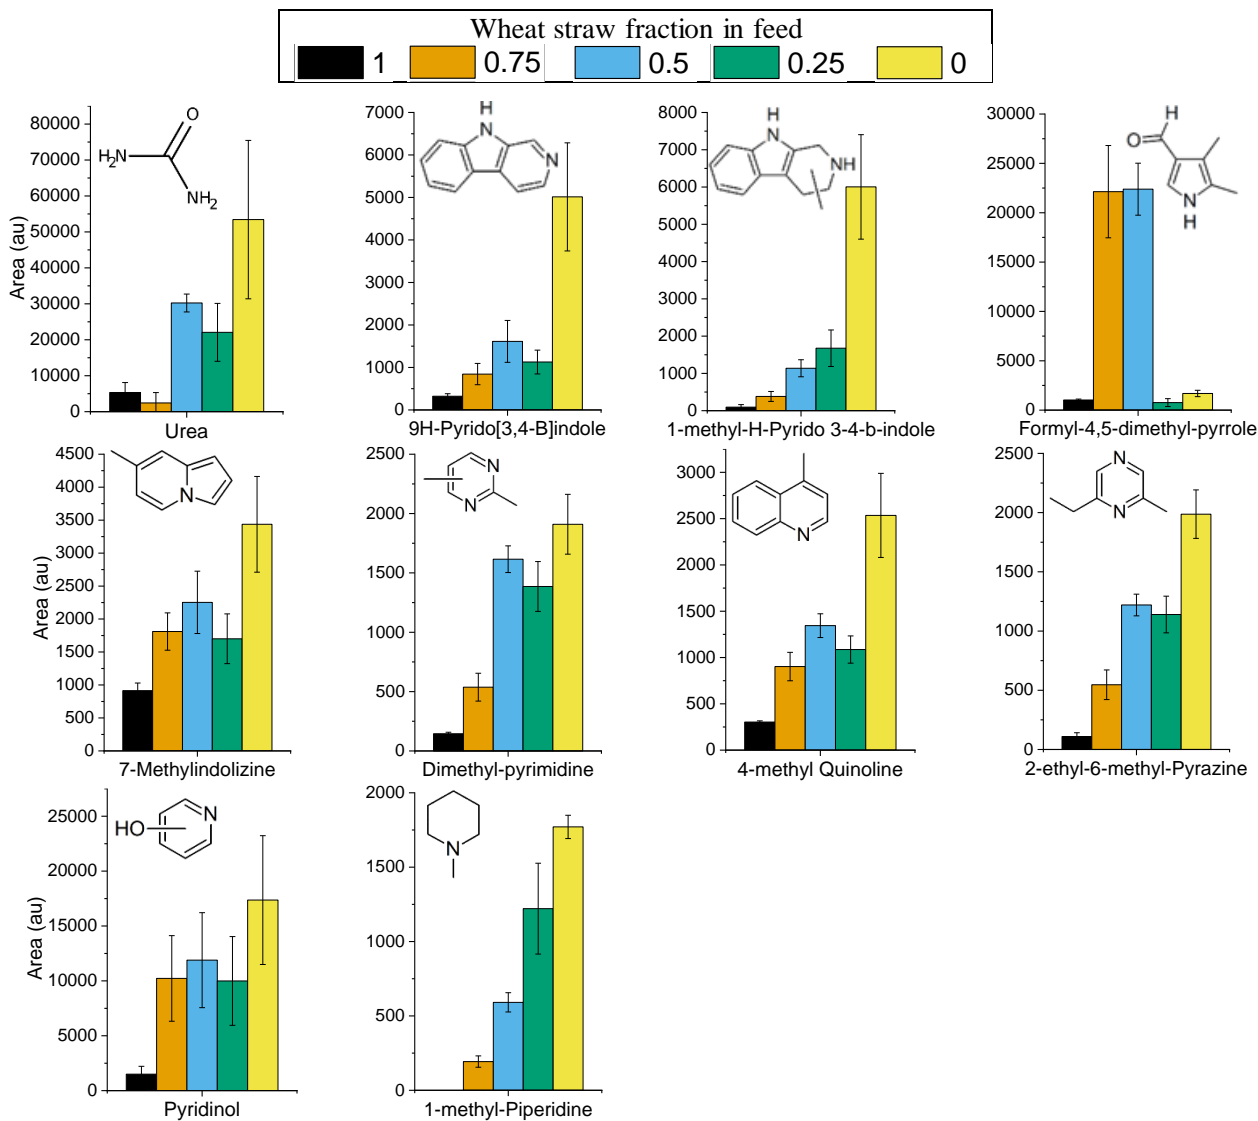 Wheat straw fraction in feed
1 0.75 0.5 0.25 0
Area (au)
80000
70000
60000
50000
40000
30000
20000
10000
0
O
H2N
NH2
Urea
7000
6000
5000
4000
3000
2000
1000
0
H
N
N
9H-Pyrido[3,4-B]indole
8000
7000
6000
5000
4000
3000
2000
1000
0
H
N
NH
1-methyl-H-Pyrido 3-4-b-indole
30000
25000
20000
15000
10000
5000
0
H
O
N
H
Formyl-4,5-dimethyl-pyrrole
Area (au)
4500
4000
3500
3000
2500
2000
1500
1000
500
0
N
7-Methylindolizine
2500
2000
1500
1000
500
0
N
N
Dimethyl-pyrimidine
3000
2500
2000
1500
1000
500
0
N
4-methyl Quinoline
2000
1500
1000
500
0
N
N
2-ethyl-6-methyl-Pyrazine
Area (au)
25000
20000
15000
10000
5000
0
HO
N
Pyridinol
2000
1500
1000
500
0
N
1-methyl-Piperidine